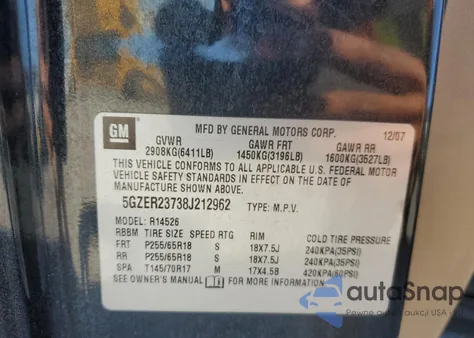 GM
MFD BY GENERAL MOTORS CORP. 12/07
GVWR GAWR FRT GAWR RR
2908KG(6411LB) 1450KG(3196LB) 1600KG(3527LB)
THIS VEHICLE CONFORMS TO ALL APPLICABLE U.S. FEDERAL MOTOR
VEHICLE SAFETY STANDARDS IN EFFECT ON THE DATE OF
MANUFACTURE SHOWN ABOVE.
5GZER23738J212962 TYPE: M.P.V.
MODEL: R14526
RBBM TIRE SIZE SPEED RTG RIM COLD TIRE PRESSURE
FRT P255/65R18 S 18X7.5J 240KPA(35PSI)
RR P255/65R18 S 18X7.5J 240KPA(35PSI)
SPA T145/70R17 M 17X4.5B 420KPA(60PSI)
SEE OWNER'S MANUAL FOR MORE INFORMATION
autoSnap
Pewne auto z aukcji USA